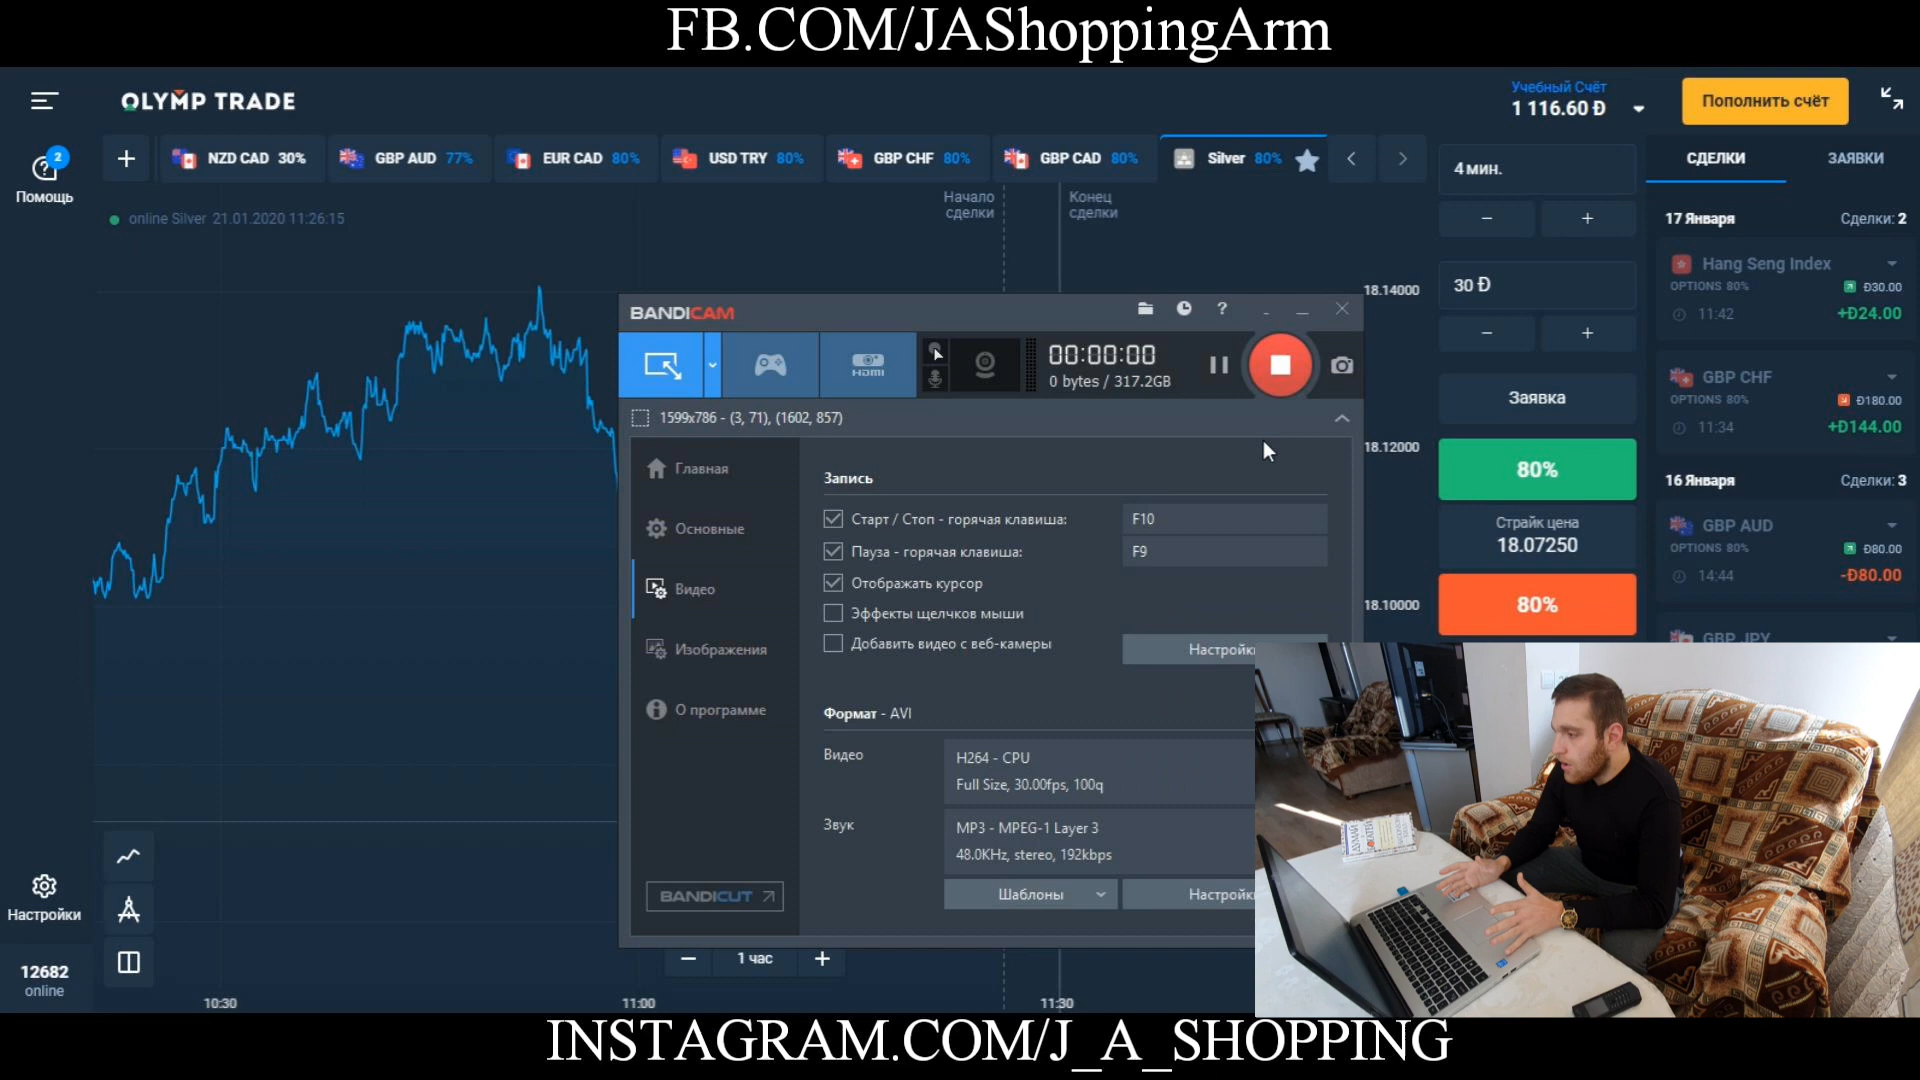 FB.COM/JAShoppingArm
OLYMP TRADE
Учебный Счёт
1 116.60 Đ
Пополнить счёт
2
Помощь
NZD CAD 30%
GBP AUD 77%
EUR CAD 80%
USD TRY 80%
GBP CHF 80%
GBP CAD 80%
Silver 80%
4 мин.
СДЕЛКИ
ЗАЯВКИ
online Silver 21.01.2020 11:26:15
Начало сделки
Конец сделки
17 Января
Сделки: 2
Hang Seng Index
OPTIONS 80%
Đ30.00
11:42
+Đ24.00
30 Đ
GBP CHF
OPTIONS 80%
Đ180.00
11:34
+Đ144.00
Заявка
80%
Страйк цена
18.07250
80%
16 Января
Сделки: 3
GBP AUD
OPTIONS 80%
Đ80.00
14:44
-Đ80.00
GBP JPY
18.14000
18.12000
18.10000
BANDICAM
?
HDMI
00:00:00
0 bytes / 317.2GB
1599x786 - (3, 71), (1602, 857)
Главная
Основные
Видео
Изображения
О программе
BANDICUT
Запись
Старт / Стоп - горячая клавиша:
F10
Пауза - горячая клавиша:
F9
Отображать курсор
Эффекты щелчков мыши
Добавить видео с веб-камеры
Настройк
Формат - AVI
Видео
H264 - CPU
Full Size, 30.00fps, 100q
Звук
MP3 - MPEG-1 Layer 3
48.0KHz, stereo, 192kbps
Шаблоны
Настройк
Настройки
12682
online
1 час
10:30
11:00
11:30
INSTAGRAM.COM/J_A_SHOPPING